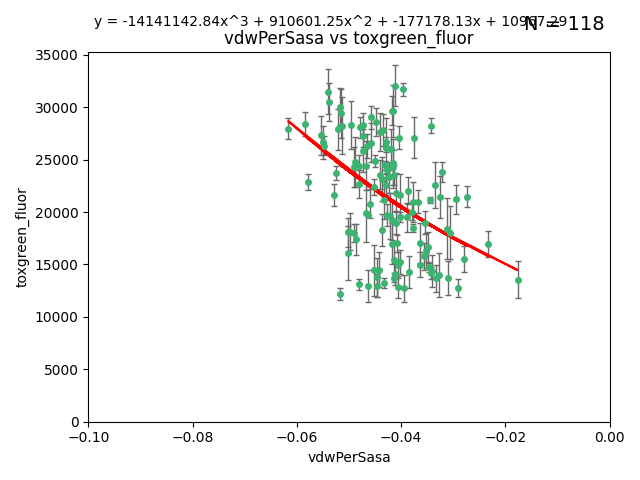 y = -14141142.84x^3 + 910601.25x^2 + -177178.13x + 10967.29
N = 118
vdwPerSasa vs toxgreen_fluor
35000
30000
25000
20000
15000
10000
5000
0
toxgreen_fluor
−0.10 −0.08 −0.06 −0.04 −0.02 0.00
vdwPerSasa